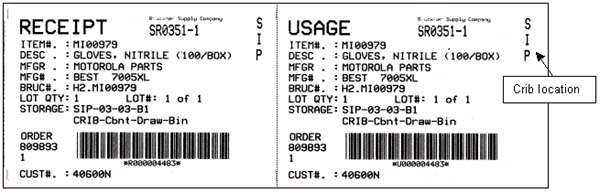 Bruckner Supply Company
RECEIPT SR0351-1
S
I
P
ITEM#. : MI00979
DESC . : GLOVES, NITRILE (100/BOX)
MFGR . : MOTOROLA PARTS
MFG# . : BEST 7005XL
BRUC#. : H2.MI00979
LOT QTY: 1 LOT#: 1 of 1
STORAGE: SIP-03-03-B1
CRIB-Cbnt-Draw-Bin
ORDER
809893
1
*R000004483*
CUST#. : 40600N
Bruckner Supply Company
USAGE SR0351-1
S
I
P
ITEM#. : MI00979
DESC . : GLOVES, NITRILE (100/BOX)
MFGR . : MOTOROLA PARTS
MFG# . : BEST 7005XL
BRUC#. : H2.MI00979
LOT QTY: 1 LOT#: 1 of 1
STORAGE: SIP-03-03-B1
CRIB-Cbnt-Draw-Bin
ORDER
809893
1
*U000004483*
CUST#. : 40600N
Crib location